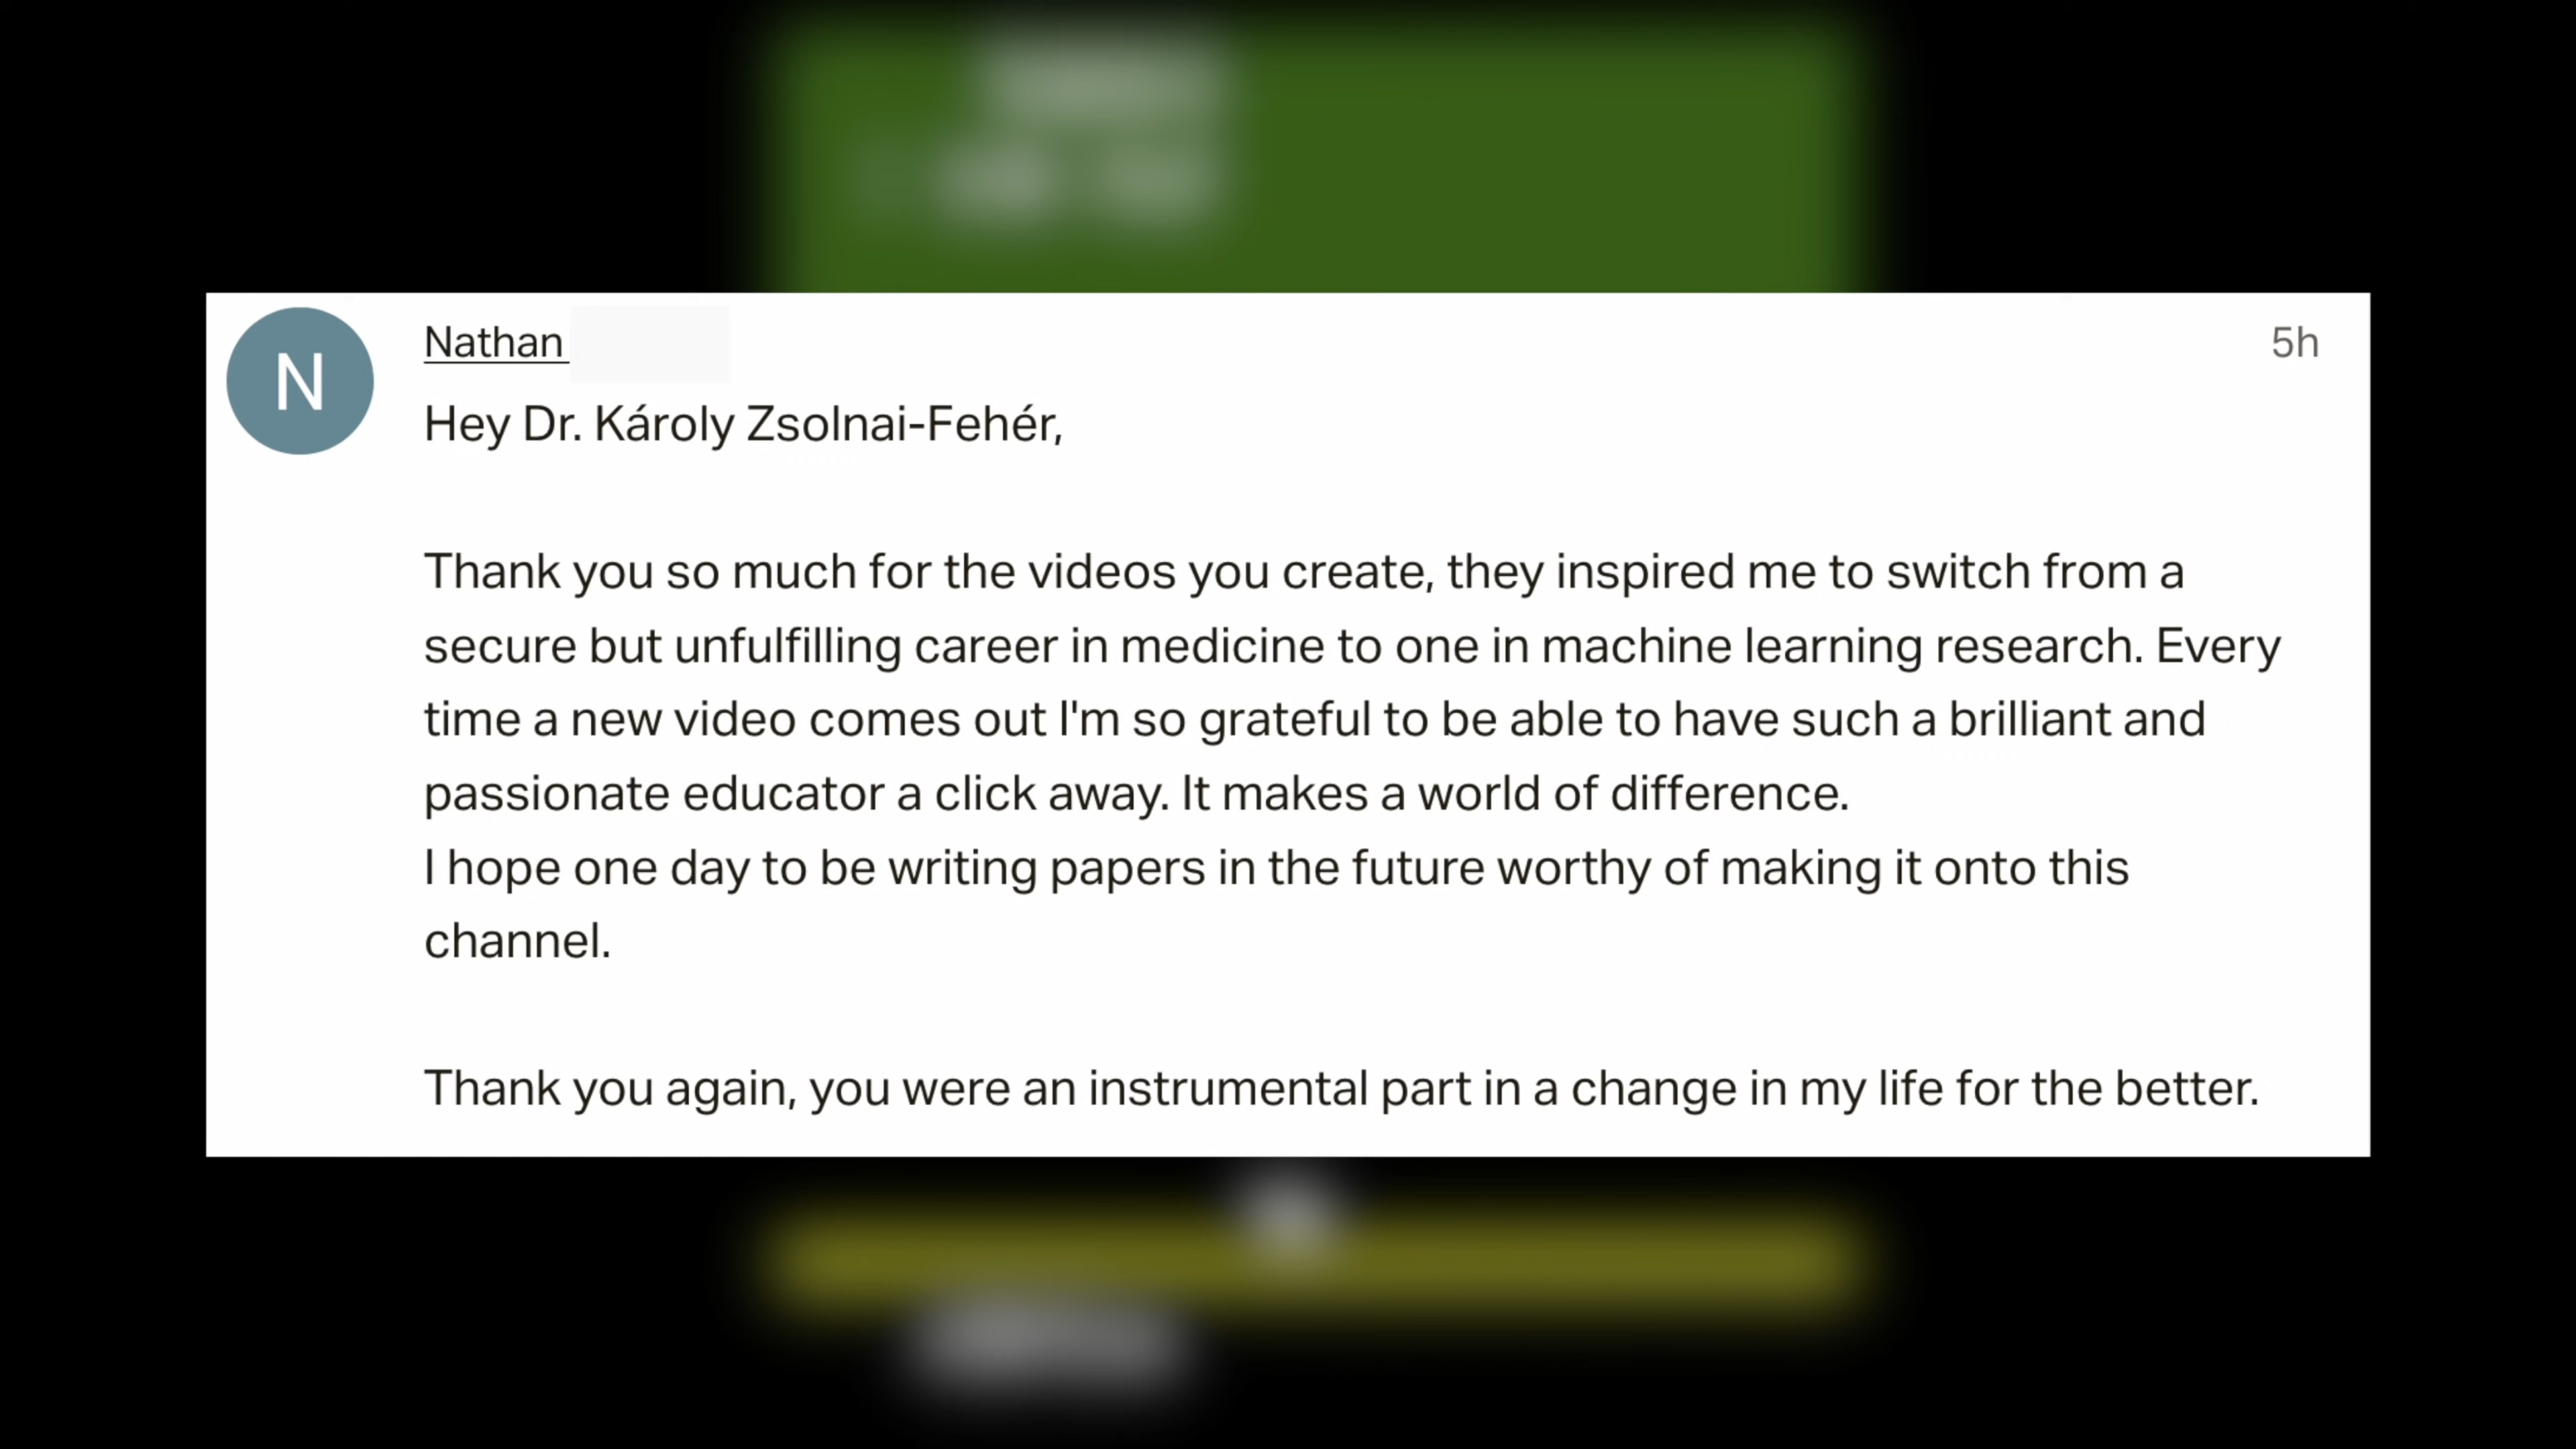 N
Nathan
5h
Hey Dr. Károly Zsolnai-Fehér,
Thank you so much for the videos you create, they inspired me to switch from a
secure but unfulfilling career in medicine to one in machine learning research. Every
time a new video comes out I'm so grateful to be able to have such a brilliant and
passionate educator a click away. It makes a world of difference.
I hope one day to be writing papers in the future worthy of making it onto this
channel.
Thank you again, you were an instrumental part in a change in my life for the better.